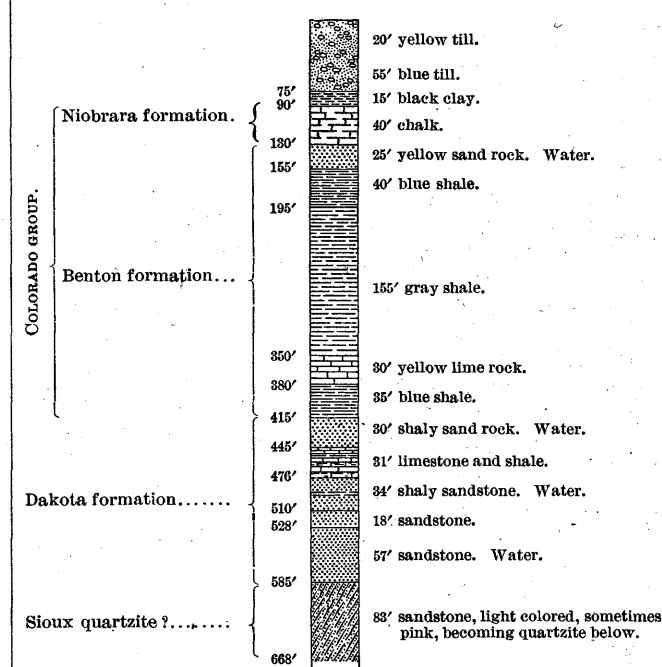 20′ yellow till.
55′ blue till.
75′
15′ black clay.
90′
Niobrara formation.
40′ chalk.
180′
25′ yellow sand rock. Water.
155′
40′ blue shale.
195′
COLORADO GROUP.
Benton formation...
155′ gray shale.
350′
30′ yellow lime rock.
380′
35′ blue shale.
415′
30′ shaly sand rock. Water.
445′
31′ limestone and shale.
476′
34′ shaly sandstone. Water.
Dakota formation.......
510′
18′ sandstone.
528′
57′ sandstone. Water.
585′
Sioux quartzite?........
83′ sandstone, light colored, sometimes
pink, becoming quartzite below.
668′